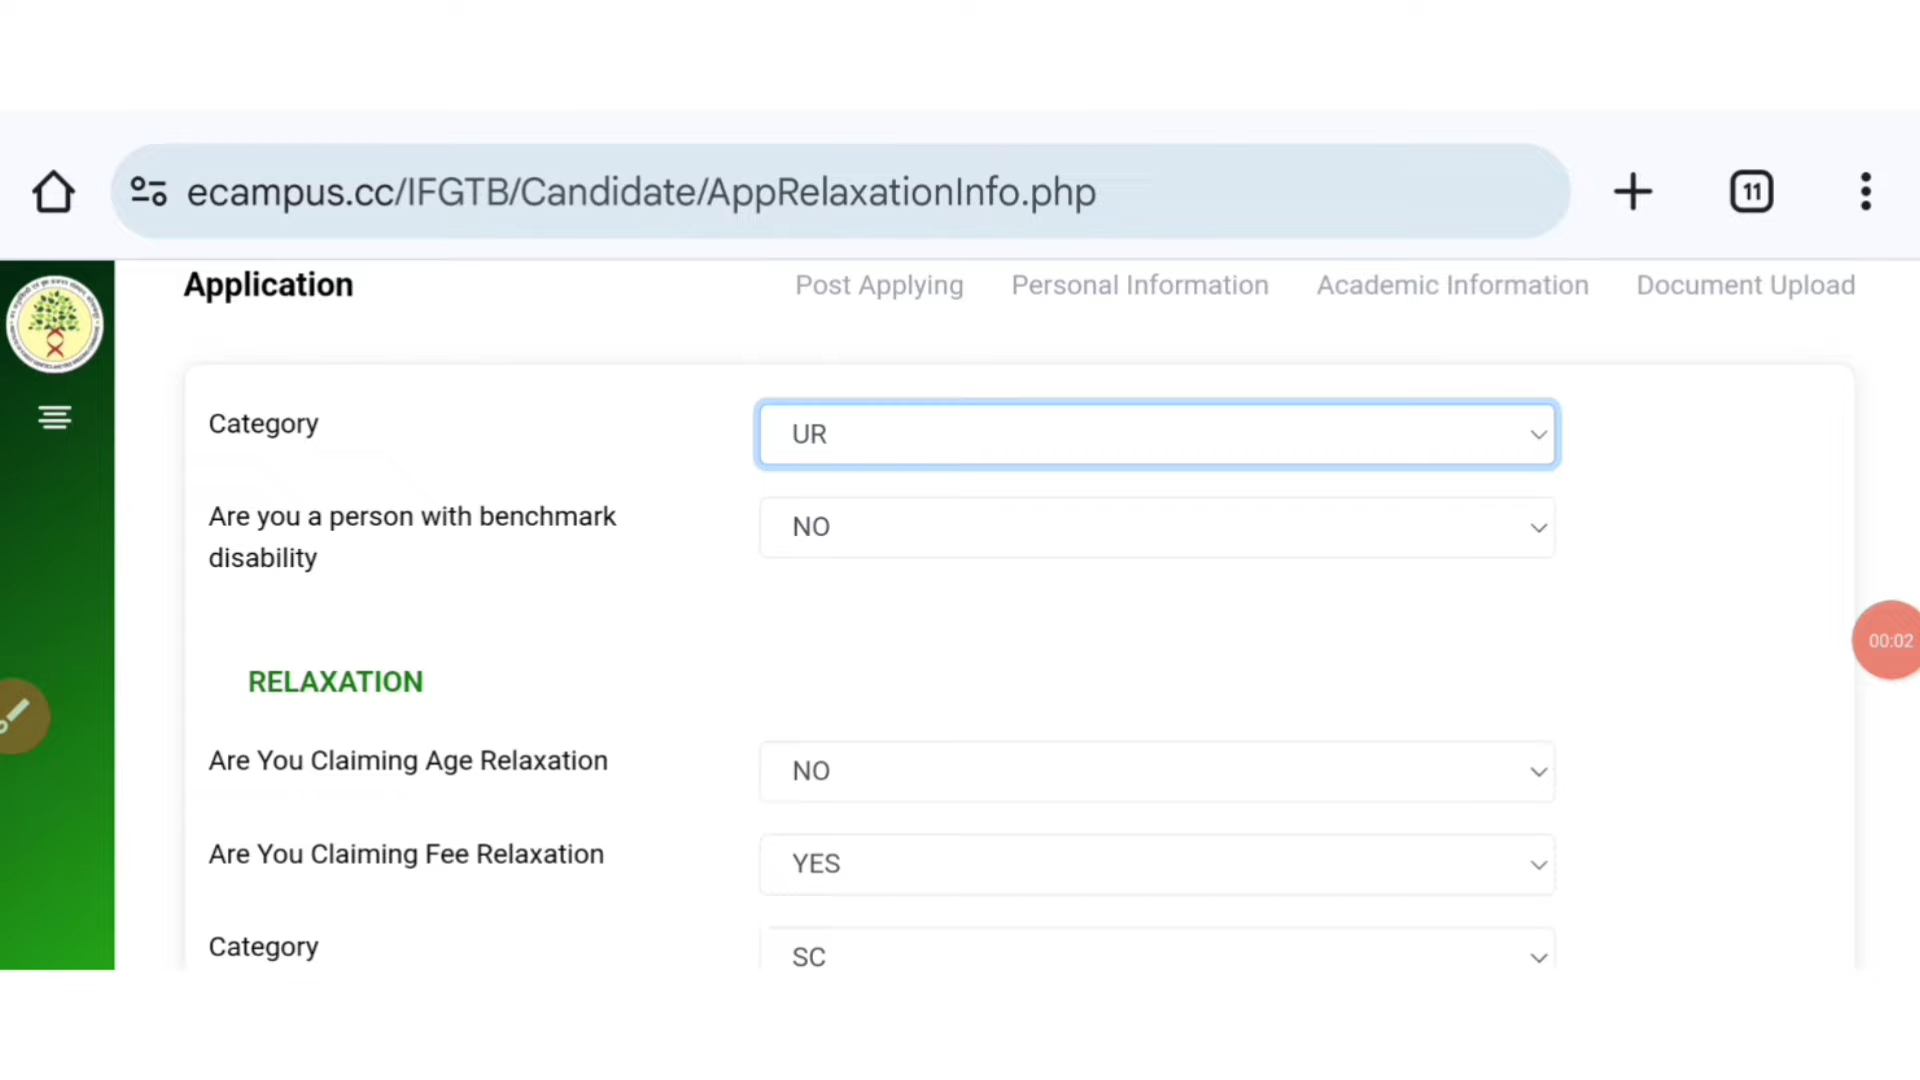 ecampus.cc/IFGTB/Candidate/AppRelaxationInfo.php
11
Application
Post Applying
Personal Information
Academic Information
Document Upload
Category
UR
Are you a person with benchmark
disability
NO
RELAXATION
Are You Claiming Age Relaxation
NO
Are You Claiming Fee Relaxation
YES
Category
SC
00:02